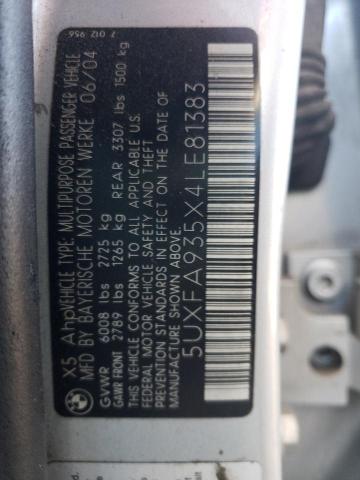 7 212 956
X5 Ahp VEHICLE TYPE: MULTIPURPOSE PASSENGER VEHICLE
MFD BY BAYERISCHE MOTOREN WERKE 06/04
GVWR 6008 lbs 2725 kg
GAWR FRONT 2789 lbs 1265 kg REAR 3307 lbs 1500 kg
THIS VEHICLE CONFORMS TO ALL APPLICABLE
FEDERAL MOTOR VEHICLE SAFETY AND THEFT
PREVENTION STANDARDS IN EFFECT ON THE DATE OF
MANUFACTURE SHOWN ABOVE.
5UXFA935X4LE81383